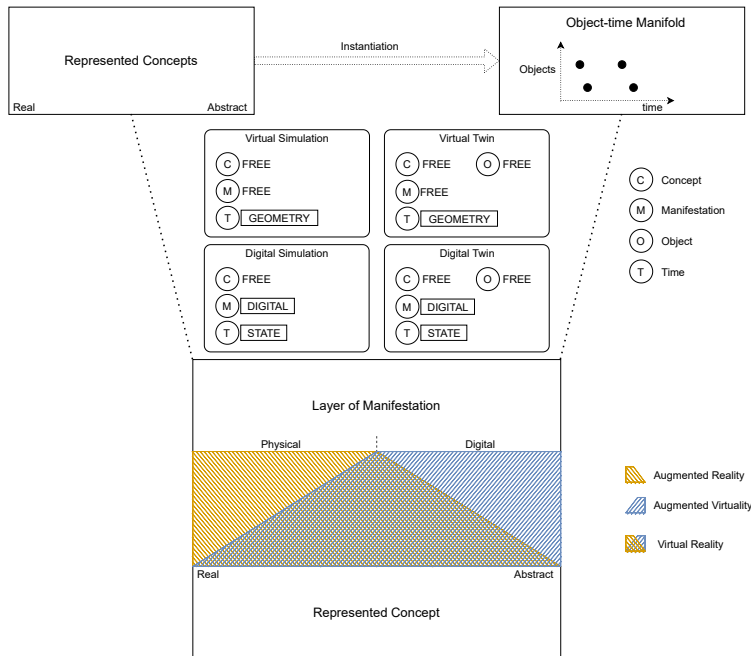 Represented Concepts
Real
Abstract
Instantiation
Object-time Manifold
Objects
time
Virtual Simulation
C FREE
M FREE
T GEOMETRY
Virtual Twin
C FREE O FREE
M FREE
T GEOMETRY
Digital Simulation
C FREE
M DIGITAL
T STATE
Digital Twin
C FREE O FREE
M DIGITAL
T STATE
C Concept
M Manifestation
O Object
T Time
Layer of Manifestation
Physical
Digital
Real
Abstract
Represented Concept
Augmented Reality
Augmented Virtuality
Virtual Reality